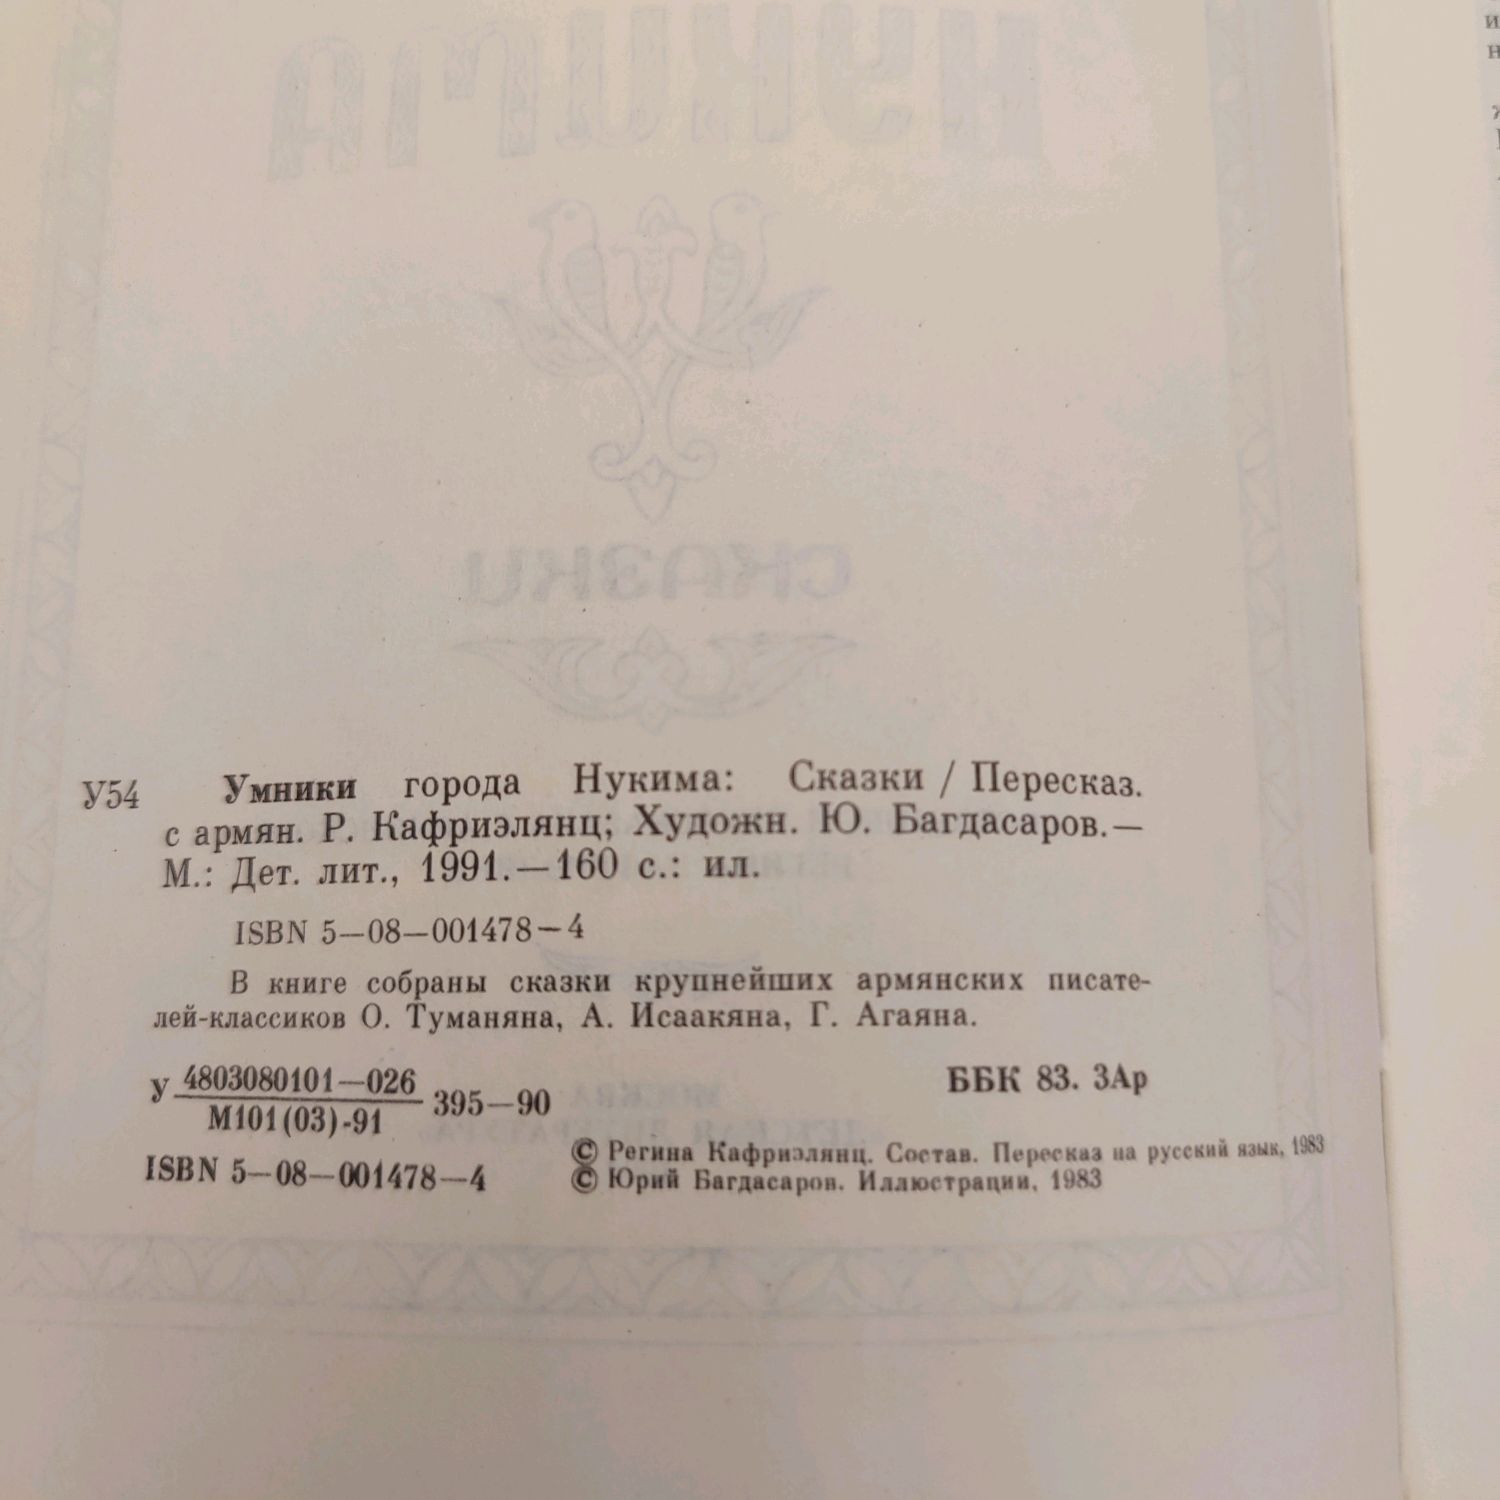 У54 Умники города Нукима: Сказки / Пересказ.
с армян. Р. Кафриэлянц; Художн. Ю. Багдасаров.—
М.: Дет. лит., 1991.—160 с.: ил.
ISBN 5—08—001478—4
В книге собраны сказки крупнейших армянских писате-
лей-классиков О. Туманяна, А. Исаакяна, Г. Агаяна.
У 4803080101—026 395—90
М101(03)-91
ББК 83. 3Ар
ISBN 5—08—001478—4
© Регина Кафриэлянц. Состав. Пересказ на русский язык, 1983
© Юрий Багдасаров. Иллюстрации, 1983